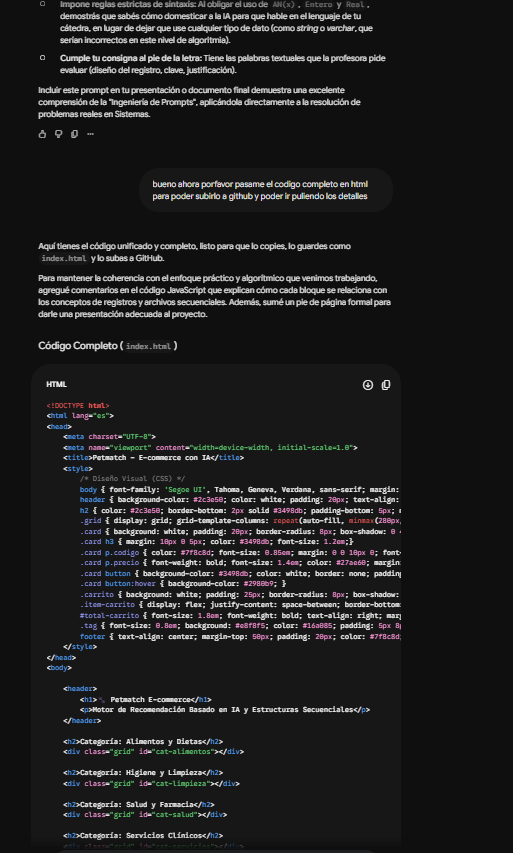 Impone reglas estrictas de sintaxis: Al obligar el uso de AN(x) , Entero y Real ,
demostrás que sabés cómo domesticar a la IA para que hable en el lenguaje de tu
cátedra, en lugar de dejar que use cualquier tipo de dato (como string o varchar, que
serían incorrectos en este nivel de algoritmia).
Cumple tu consigna al pie de la letra: Tiene las palabras textuales que la profesora pide
evaluar (diseño del registro, clave, justificación).
Incluir este prompt en tu presentación o documento final demuestra una excelente
comprensión de la "Ingeniería de Prompts", aplicándola directamente a la resolución de
problemas reales en Sistemas.
bueno ahora porfavor pasame el codigo completo en html
para poder subirlo a github y poder ir puliendo los detalles
Aquí tienes el código unificado y completo, listo para que lo copies, lo guardes como
index.html y lo subas a GitHub.
Para mantener la coherencia con el enfoque práctico y algorítmico que venimos trabajando,
agregué comentarios en el código JavaScript que explican cómo cada bloque se relaciona con
los conceptos de registros y archivos secuenciales. Además, sumé un pie de página formal para
darle una presentación adecuada al proyecto.
Código Completo ( index.html )
HTML
<!DOCTYPE html>
<html lang="es">
<head>
<meta charset="UTF-8">
<meta name="viewport" content="width=device-width, initial-scale=1.0">
<title>Petmatch - E-commerce con IA</title>
<style>
/* Diseño Visual (CSS) */
body { font-family: 'Segoe UI', Tahoma, Geneva, Verdana, sans-serif; margin:
header { background-color: #2c3e50; color: white; padding: 20px; text-align:
h2 { color: #2c3e50; border-bottom: 2px solid #3498db; padding-bottom: 5px;
.grid { display: grid; grid-template-columns: repeat(auto-fill, minmax(280px,
.card { background: white; padding: 20px; border-radius: 8px; box-shadow: 0
.card h3 { margin: 10px 0 5px; color: #3498db; font-size: 1.2em;}
.card p.codigo { color: #7f8c8d; font-size: 0.85em; margin: 0 0 10px 0;
.card p.precio { font-weight: bold; font-size: 1.4em; color: #27ae60; margin:
.card button { background-color: #3498db; color: white; border: none; padding
.card button:hover { background-color: #2980b9; }
.carrito { background: white; padding: 25px; border-radius: 8px; box-shadow:
.item-carrito { display: flex; justify-content: space-between; border-bottom:
#total-carrito { font-size: 1.8em; font-weight: bold; text-align: right;
.tag { font-size: 0.8em; background: #e8f8f5; color: #16a085; padding: 5px
footer { text-align: center; margin-top: 50px; padding: 20px; color: #7f8c8d;
</style>
</head>
<body>
<header>
<h1> Petmatch E-commerce</h1>
<p>Motor de Recomendación Basado en IA y Estructuras Secuenciales</p>
</header>
<h2>Categoría: Alimentos y Dietas</h2>
<div class="grid" id="cat-alimentos"></div>
<h2>Categoría: Higiene y Limpieza</h2>
<div class="grid" id="cat-limpieza"></div>
<h2>Categoría: Salud y Farmacia</h2>
<div class="grid" id="cat-salud"></div>
<h2>Categoría: Servicios Clínicos</h2>